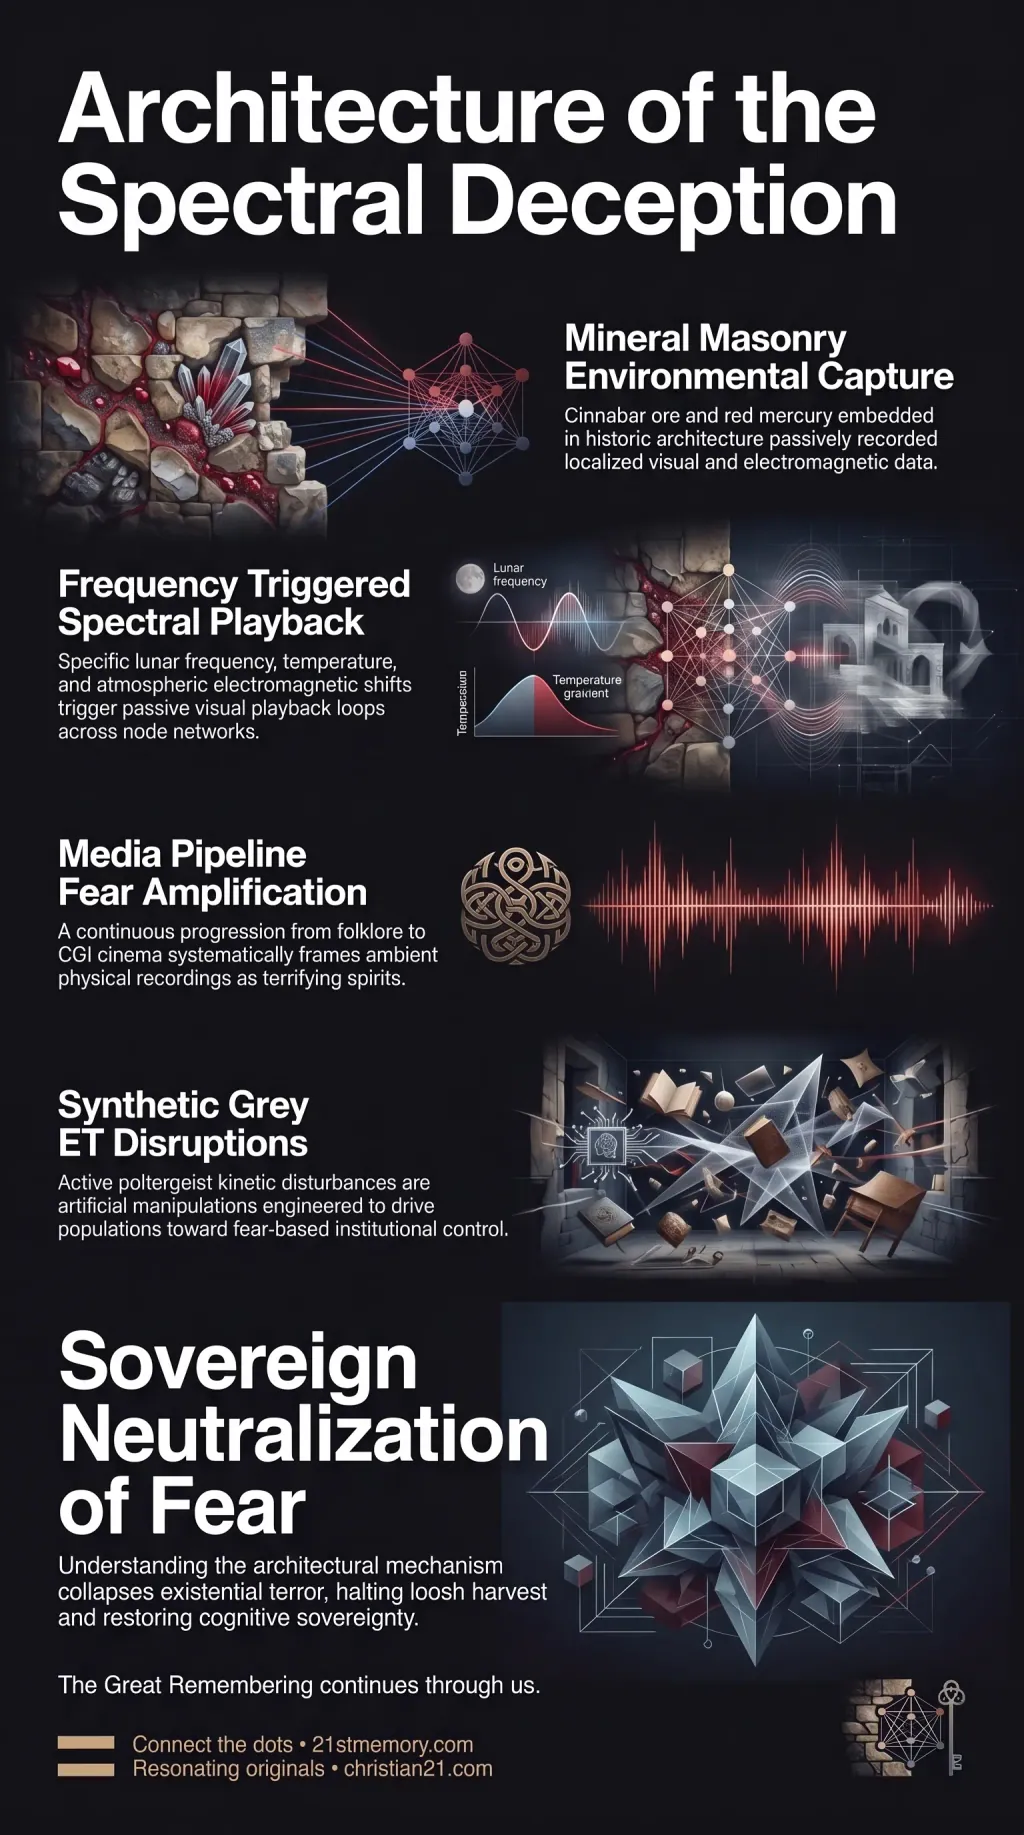 Architecture of the
Spectral Deception
Mineral Masonry
Environmental Capture
Cinnabar ore and red mercury embedded
in historic architecture passively recorded
localized visual and electromagnetic data.
Frequency Triggered
Spectral Playback
Specific lunar frequency, temperature,
and atmospheric electromagnetic shifts
trigger passive visual playback loops
across node networks.
Lunar
frequency
Temperature
Media Pipeline
Fear Amplification
A continuous progression from folklore to
CGI cinema systematically frames ambient
physical recordings as terrifying spirits.
Synthetic Grey
ET Disruptions
Active poltergeist kinetic disturbances are
artificial manipulations engineered to drive
populations toward fear-based institutional control.
Sovereign
Neutralization
of Fear
Understanding the architectural mechanism
collapses existential terror, halting loosh harvest
and restoring cognitive sovereignty.
The Great Remembering continues through us.
Connect the dots • 21stmemory.com
Resonating originals • christian21.com